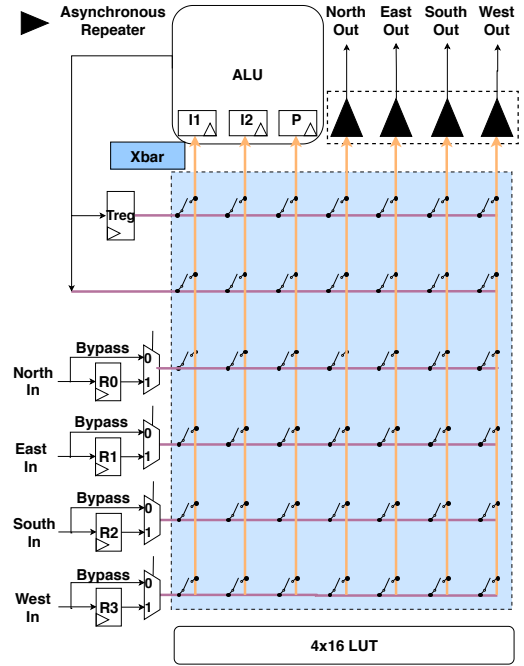 Asynchronous
Repeater
North
Out
East
Out
South
Out
West
Out
ALU
I1
I2
P
Xbar
Treg
Bypass
0
North
In
R0
1
Bypass
0
East
In
R1
1
Bypass
0
South
In
R2
1
Bypass
0
West
In
R3
1
4x16 LUT